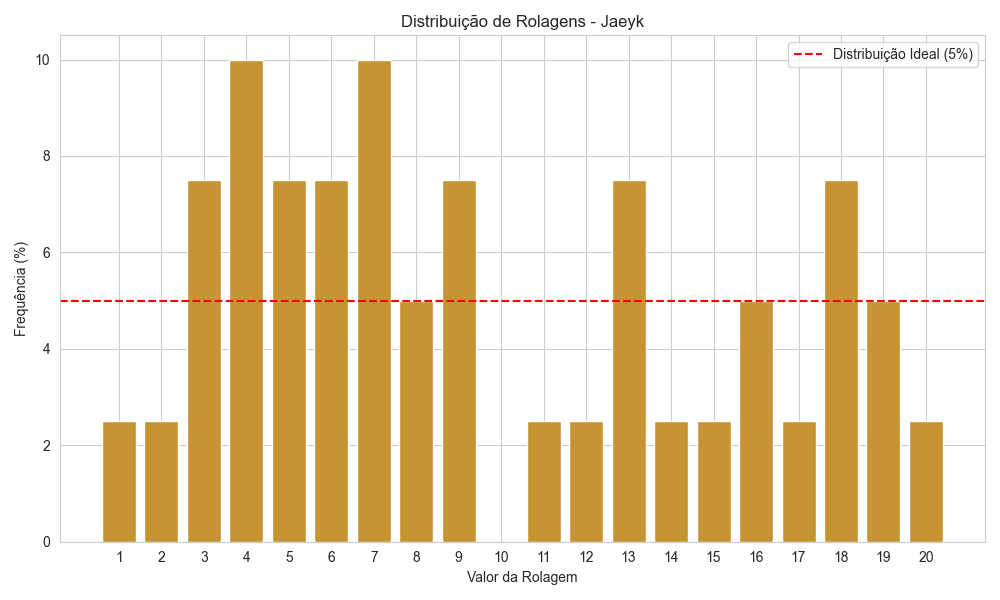 Distribuição de Rolagens - Jaeyk
Distribuição Ideal (5%)
Frequência (%)
10
8
6
4
2
0
1 2 3 4 5 6 7 8 9 10 11 12 13 14 15 16 17 18 19 20
Valor da Rolagem